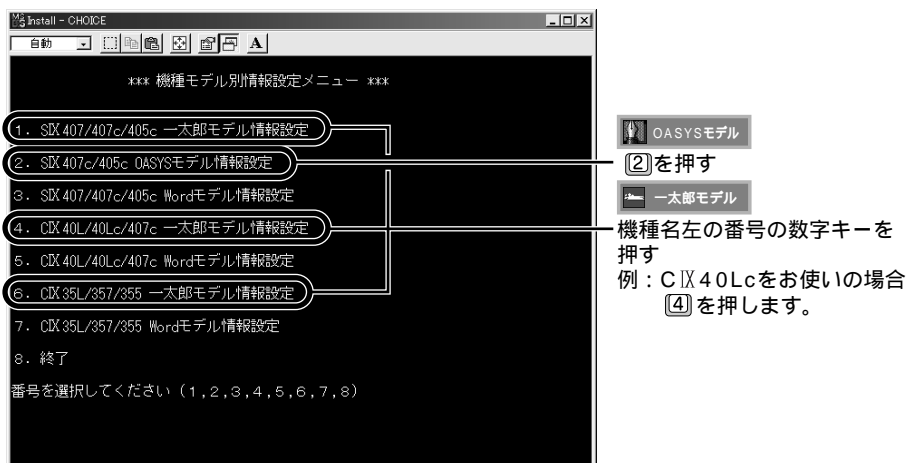 Install - CHOICE
自動
A
*** 機種モデル別情報設定メニュー ***
1. SⅨ407/407c/405c 一太郎モデル情報設定
2. SⅨ407c/405c OASYSモデル情報設定
3. SⅨ407/407c/405c Wordモデル情報設定
4. CⅨ40L/40Lc/407c 一太郎モデル情報設定
5. CⅨ40L/40Lc/407c Wordモデル情報設定
6. CⅨ35L/357/355 一太郎モデル情報設定
7. CⅨ35L/357/355 Wordモデル情報設定
8. 終了
番号を選択してください (1,2,3,4,5,6,7,8)
OASYSモデル
2を押す
一太郎モデル
機種名左の番号の数字キーを
押す
例：CⅨ40Lcをお使いの場合
4を押します。